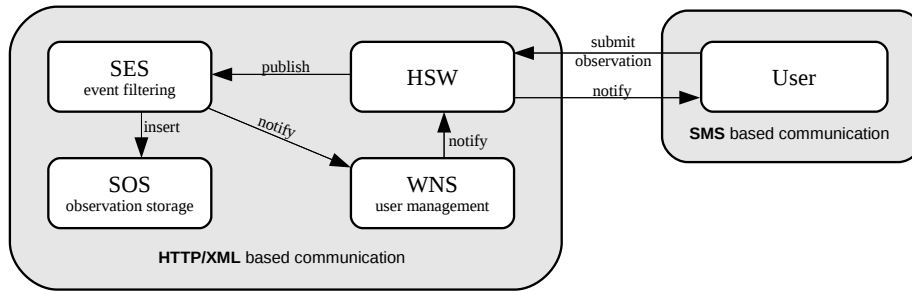 SES
event filtering
publish
HSW
submit
observation
User
notify
insert
notify
notify
SMS based communication
SOS
observation storage
WNS
user management
HTTP/XML based communication